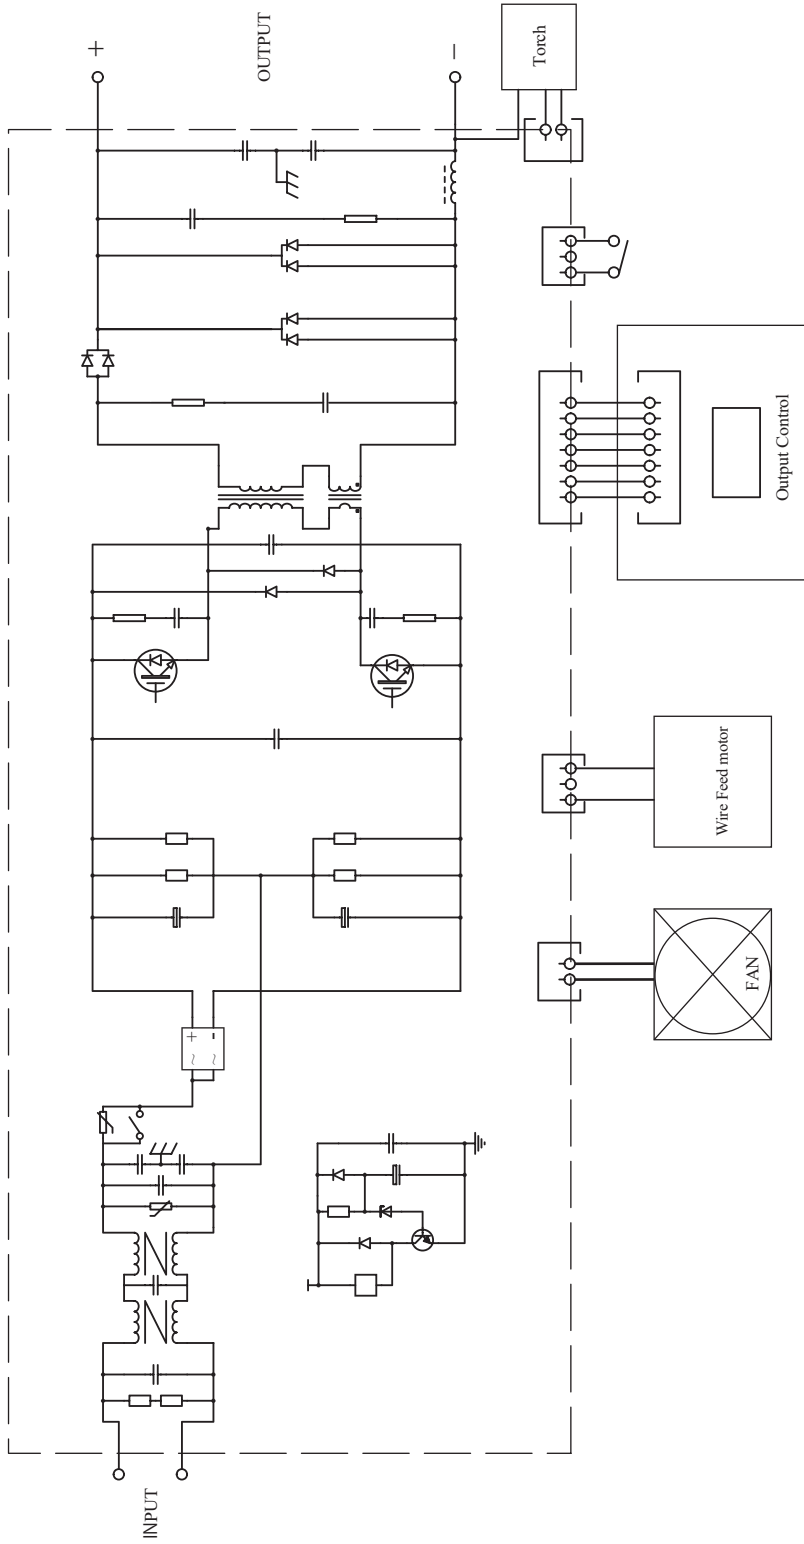 INPUT
~ +
~ -
+
OUTPUT
−
Torch
Output Control
Wire Feed motor
FAN